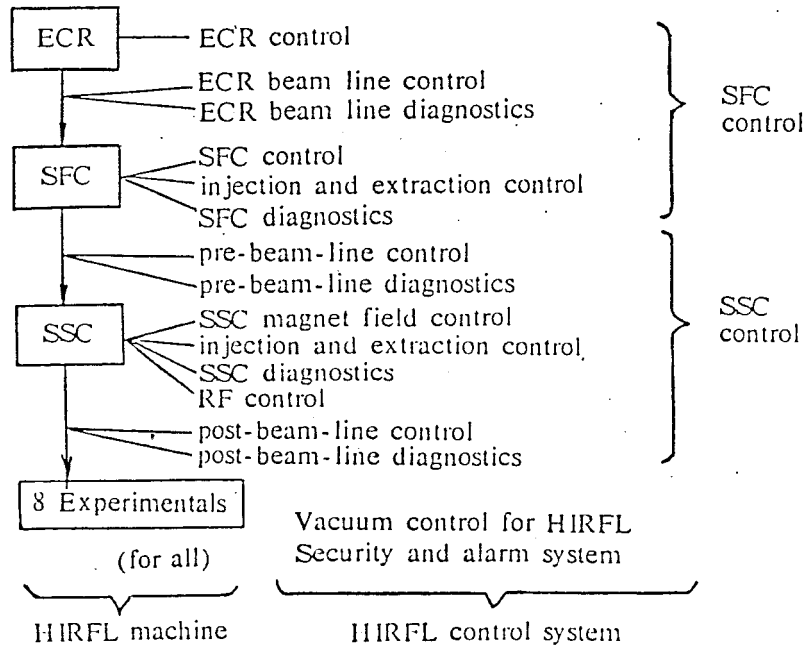 ECR
ECR control
ECR beam line control
ECR beam line diagnostics
SFC control
SFC
SFC control
injection and extraction control
SFC diagnostics
pre-beam-line control
pre-beam-line diagnostics
SSC
SSC magnet field control
injection and extraction control
SSC diagnostics
RF control
SSC control
post-beam-line control
post-beam-line diagnostics
8 Experimentals
(for all)
Vacuum control for HIRFL
Security and alarm system
HIRFL machine
HIRFL control system